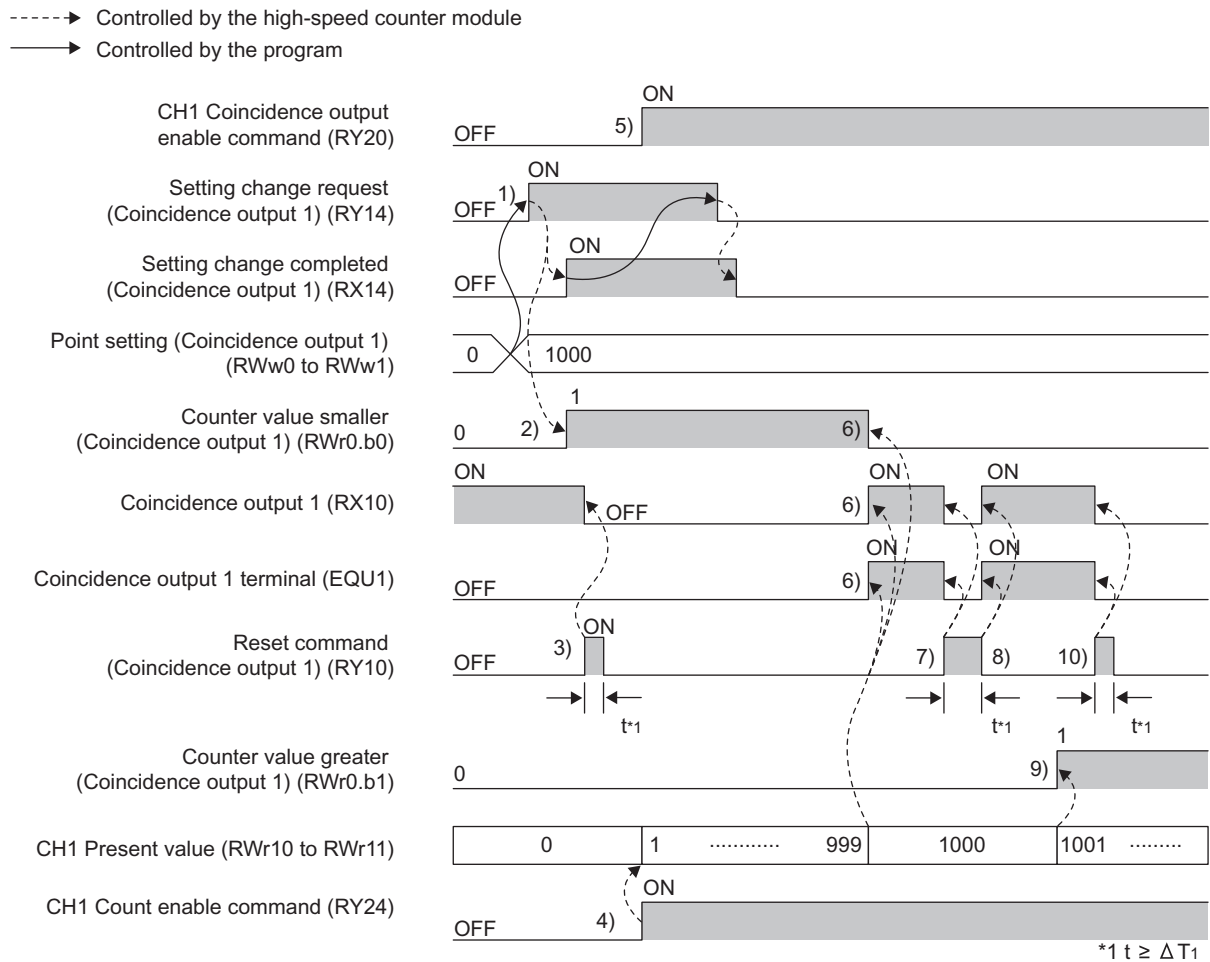 Controlled by the high-speed counter module
Controlled by the program
CH1 Coincidence output
enable command (RY20)
OFF
5)
ON
Setting change request
(Coincidence output 1) (RY14)
OFF
1)
ON
Setting change completed
(Coincidence output 1) (RX14)
OFF
ON
Point setting (Coincidence output 1)
(RWw0 to RWw1)
0
1000
Counter value smaller
(Coincidence output 1) (RWr0.b0)
0
2)
1
6)
Coincidence output 1 (RX10)
ON
OFF
6)
ON
ON
Coincidence output 1 terminal (EQU1)
OFF
6)
ON
ON
Reset command
(Coincidence output 1) (RY10)
OFF
3)
ON
7)
8)
10)
t*1
t*1
t*1
Counter value greater
(Coincidence output 1) (RWr0.b1)
0
9)
1
CH1 Present value (RWr10 to RWr11)
0
1 ············ 999
1000
1001 ·········
CH1 Count enable command (RY24)
OFF
4)
ON
*1 t ≥ ΔT1